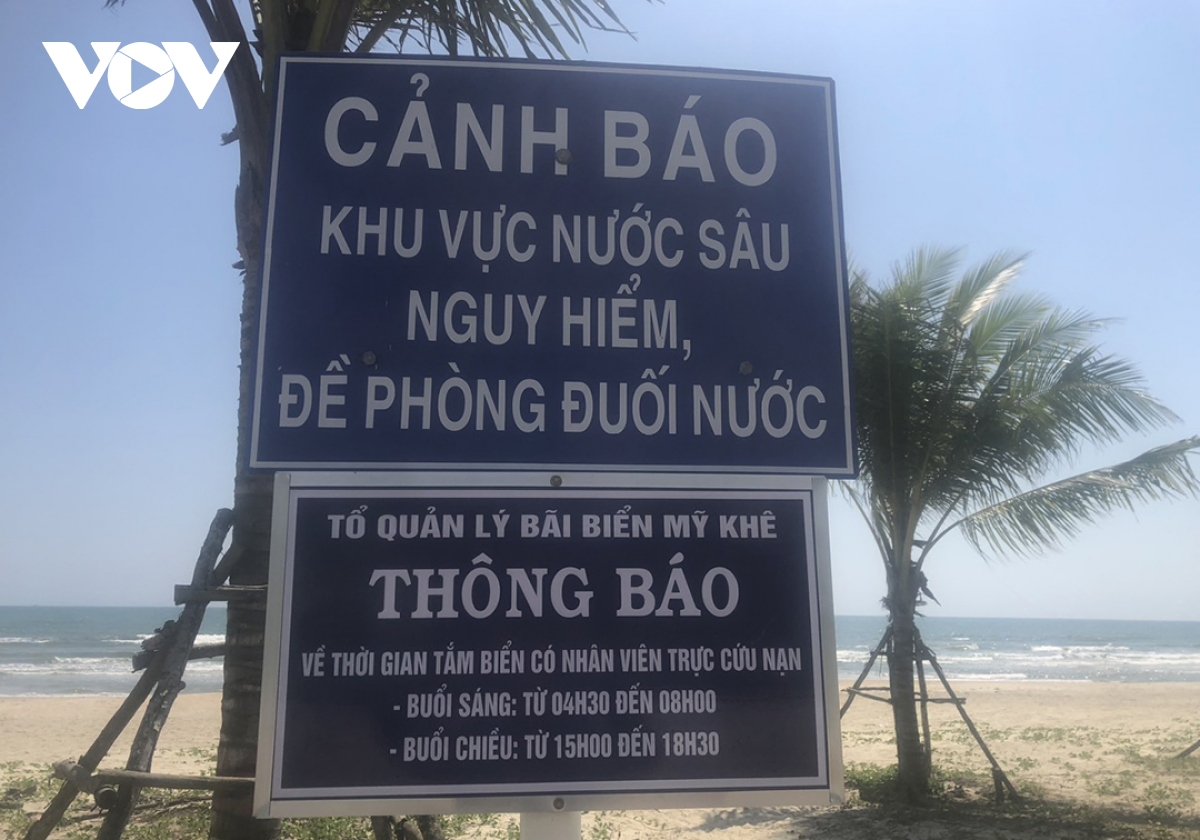 VOV
CẢNH BÁO
KHU VỰC NƯỚC SÂU
NGUY HIỂM,
ĐỀ PHÒNG ĐUỐI NƯỚC
TỔ QUẢN LÝ BÃI BIỂN MỸ KHÊ
THÔNG BÁO
VỀ THỜI GIAN TẮM BIỂN CÓ NHÂN VIÊN TRỰC CỨU NẠN
- BUỔI SÁNG: TỪ 04H30 ĐẾN 08H00
- BUỔI CHIỀU: TỪ 15H00 ĐẾN 18H30